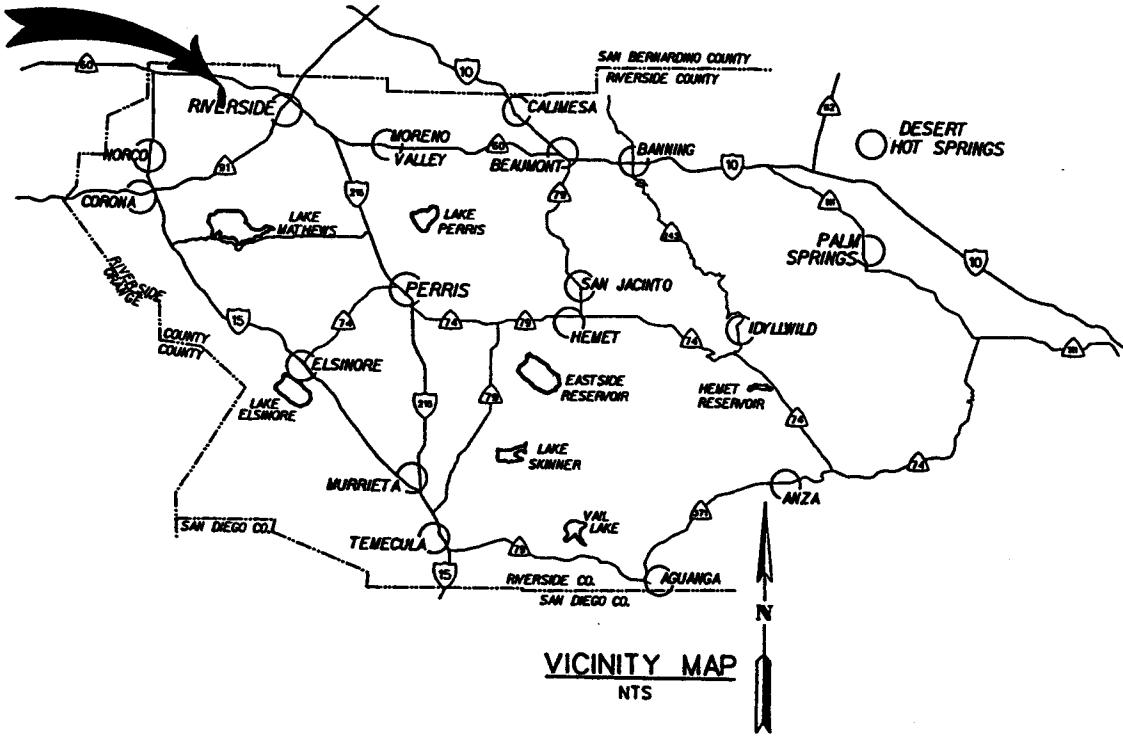 SAN BERNARDINO COUNTY
RIVERSIDE COUNTY
60
10
RIVERSIDE
CALIMESA
62
DESERT
HOT SPRINGS
NORCO
MORENO
VALLEY
60
BEAUMONT
BANNING
10
91
CORONA
215
79
111
LAKE
MATHEWS
LAKE
PERRIS
243
PALM
SPRINGS
10
RIVERSIDE
ORANGE
COUNTY
COUNTY
PERRIS
SAN JACINTO
15
74
74
79
HEMET
74
IDYLLWILD
111
ELSINORE
LAKE
ELSINORE
EASTSIDE
RESERVOIR
HEMET
RESERVOIR
215
79
74
LAKE
SKINNER
74
MURRIETA
ANZA
371
SAN DIEGO CO.
TEMECULA
VAIL
LAKE
79
15
RIVERSIDE CO.
SAN DIEGO CO.
AGUANGA
N
VICINITY MAP
NTS